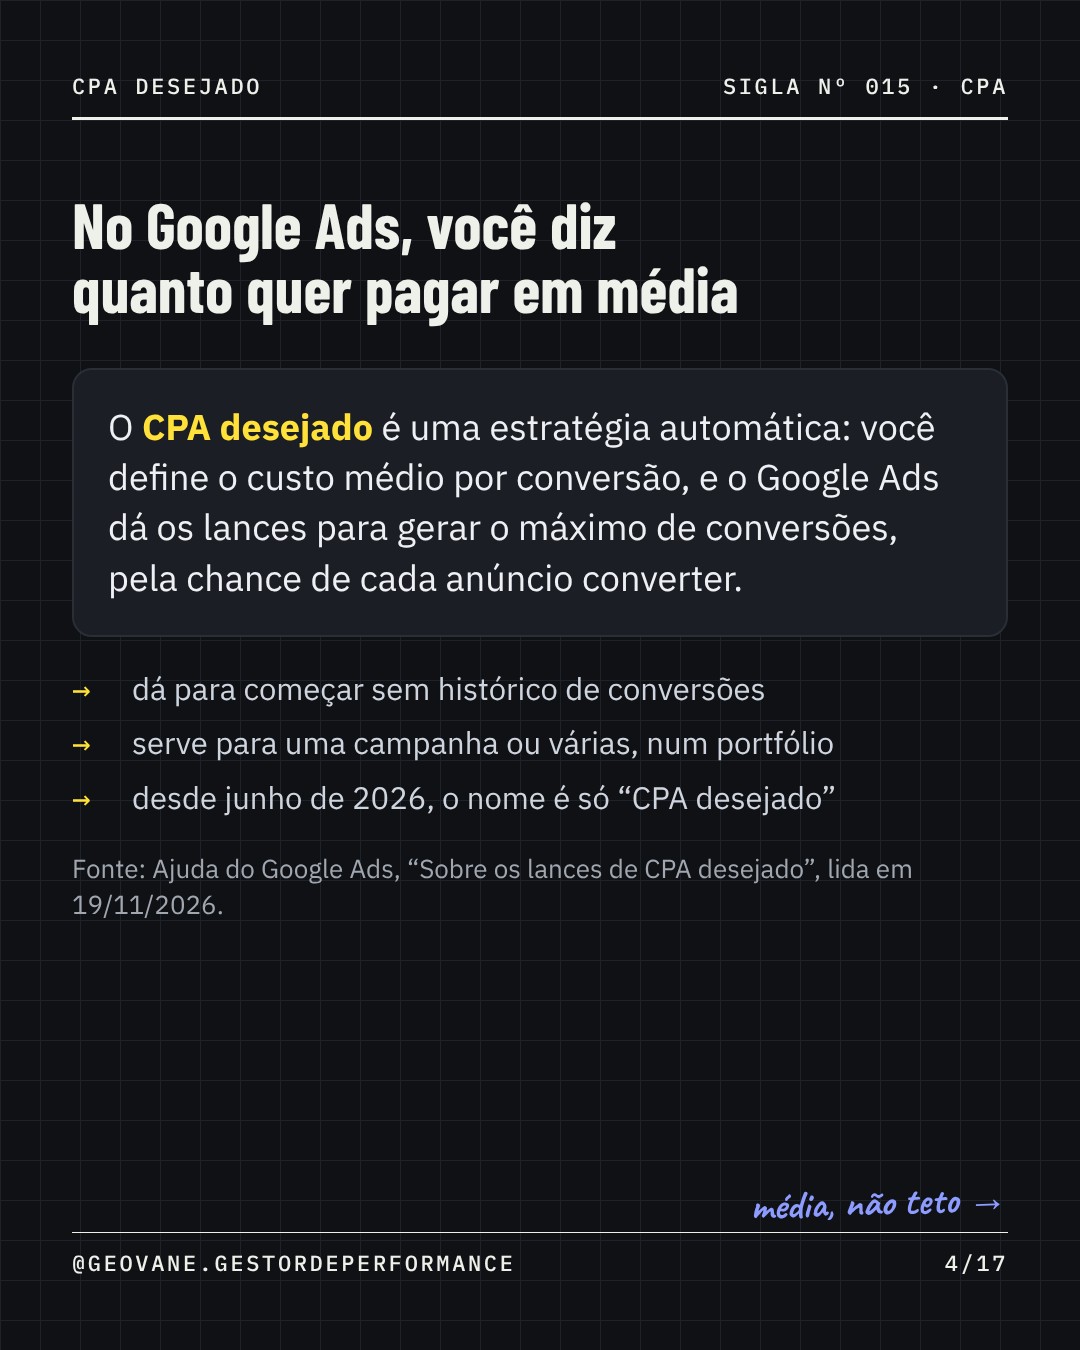 CPA DESEJADO
SIGLA Nº 015 · CPA
No Google Ads, você diz
quanto quer pagar em média
O CPA desejado é uma estratégia automática: você
define o custo médio por conversão, e o Google Ads
dá os lances para gerar o máximo de conversões,
pela chance de cada anúncio converter.
→ dá para começar sem histórico de conversões
→ serve para uma campanha ou várias, num portfólio
→ desde junho de 2026, o nome é só “CPA desejado”
Fonte: Ajuda do Google Ads, “Sobre os lances de CPA desejado”, lida em
19/11/2026.
média, não teto →
@GEOVANE.GESTORDEPERFORMANCE
4/17